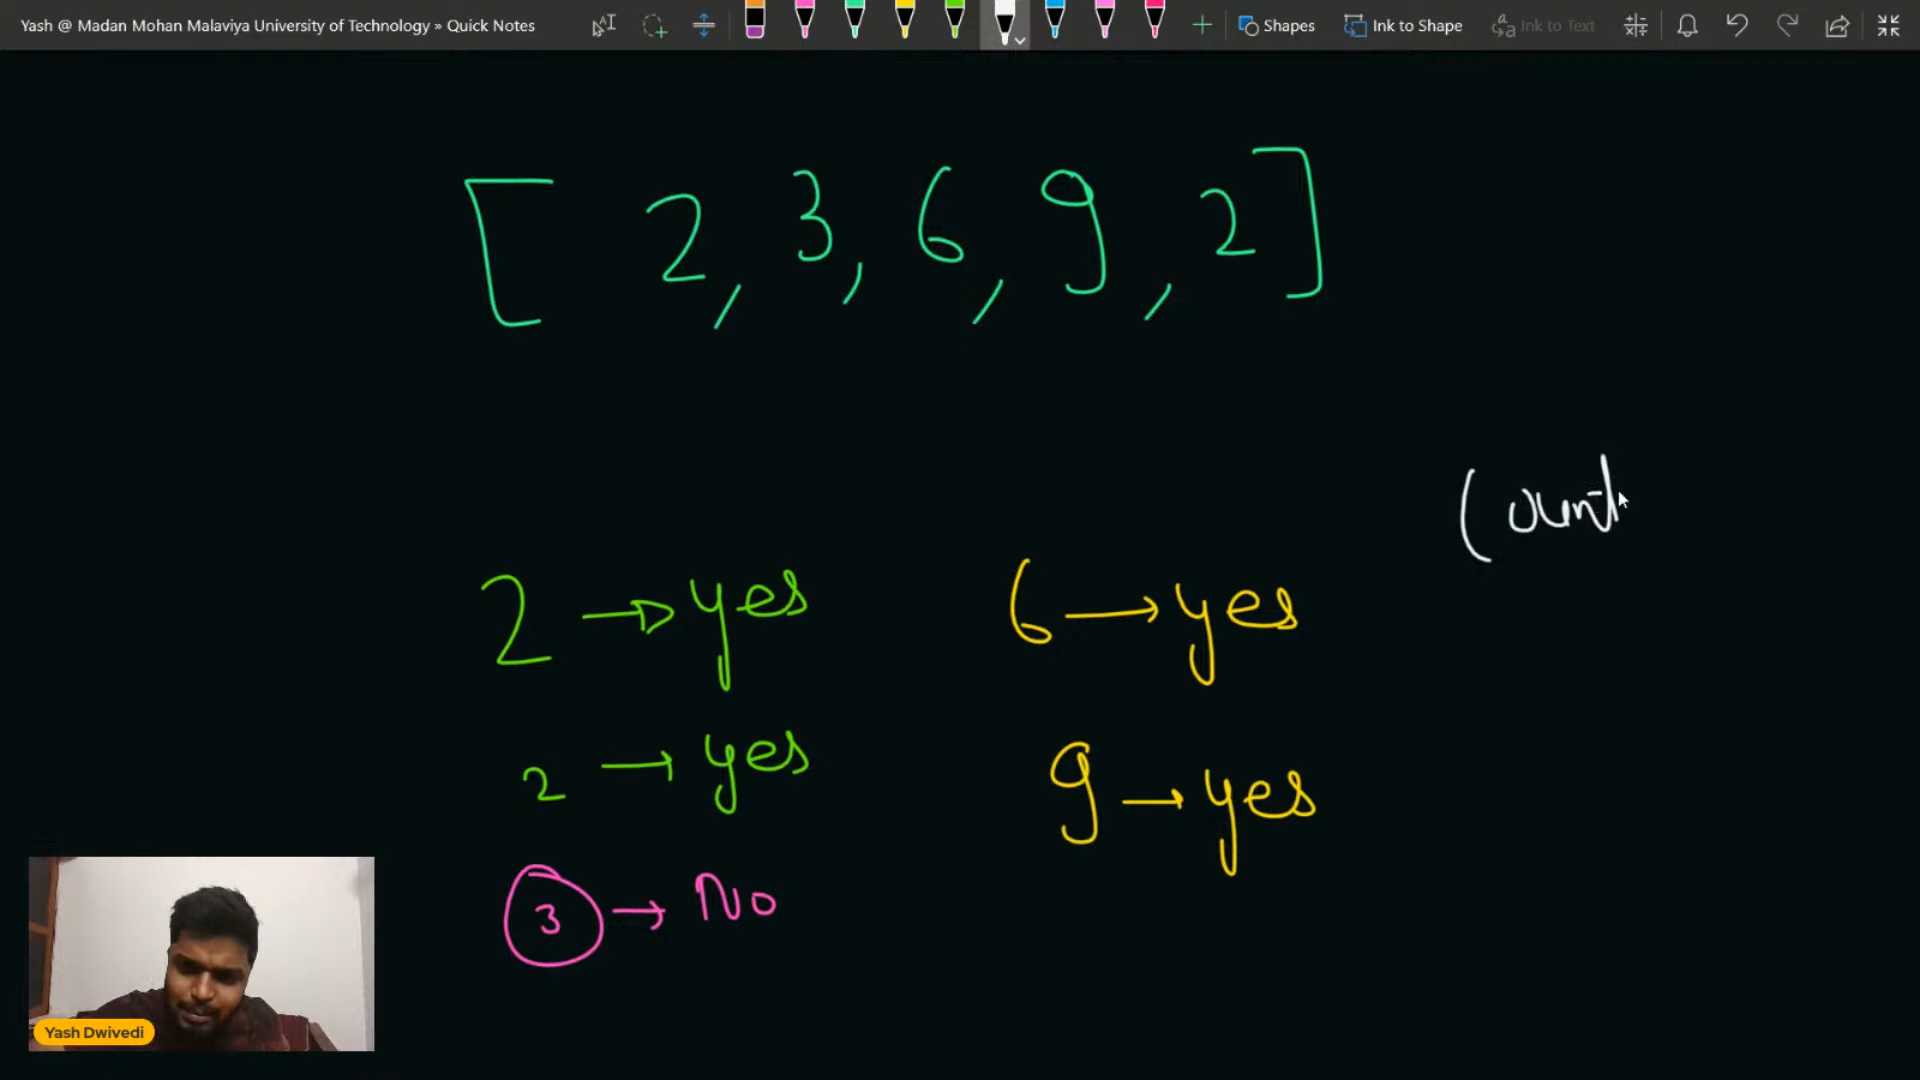 Yash @ Madan Mohan Malaviya University of Technology » Quick Notes
Shapes
Ink to Shape
Ink to Text
[ 2, 3, 6, 9, 2 ]
Count
2 → yes
6 → yes
2 → yes
9 → yes
3 → No
Yash Dwivedi